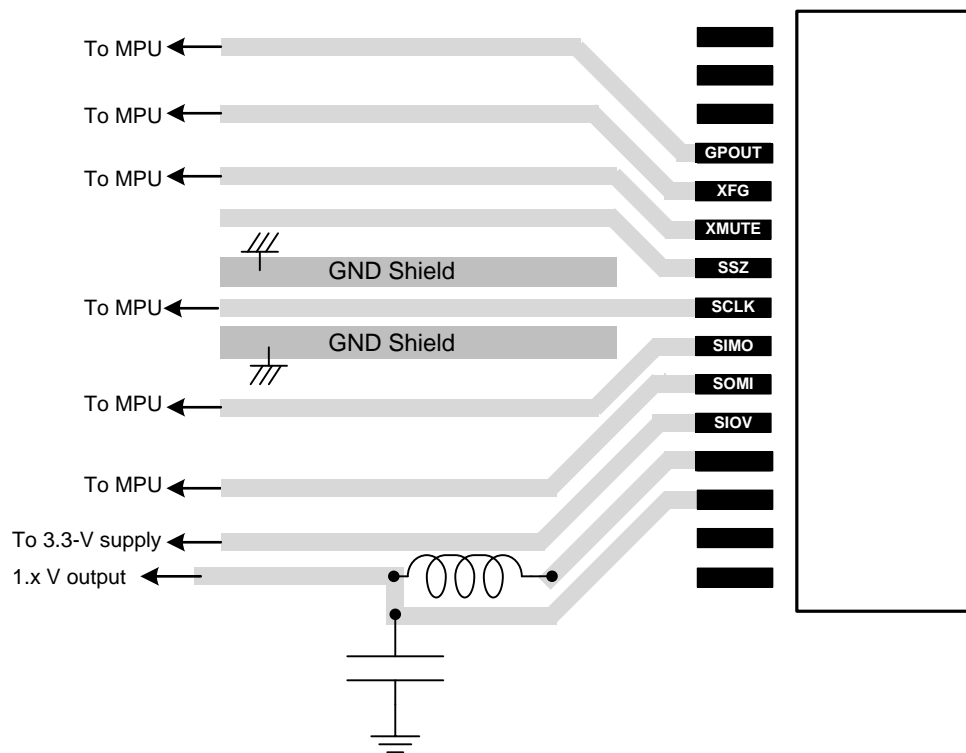 To MPU
To MPU
To MPU
GND Shield
To MPU
GND Shield
To MPU
To MPU
To 3.3-V supply
1.x V output
GPOUT
XFG
XMUTE
SSZ
SCLK
SIMO
SOMI
SIOV